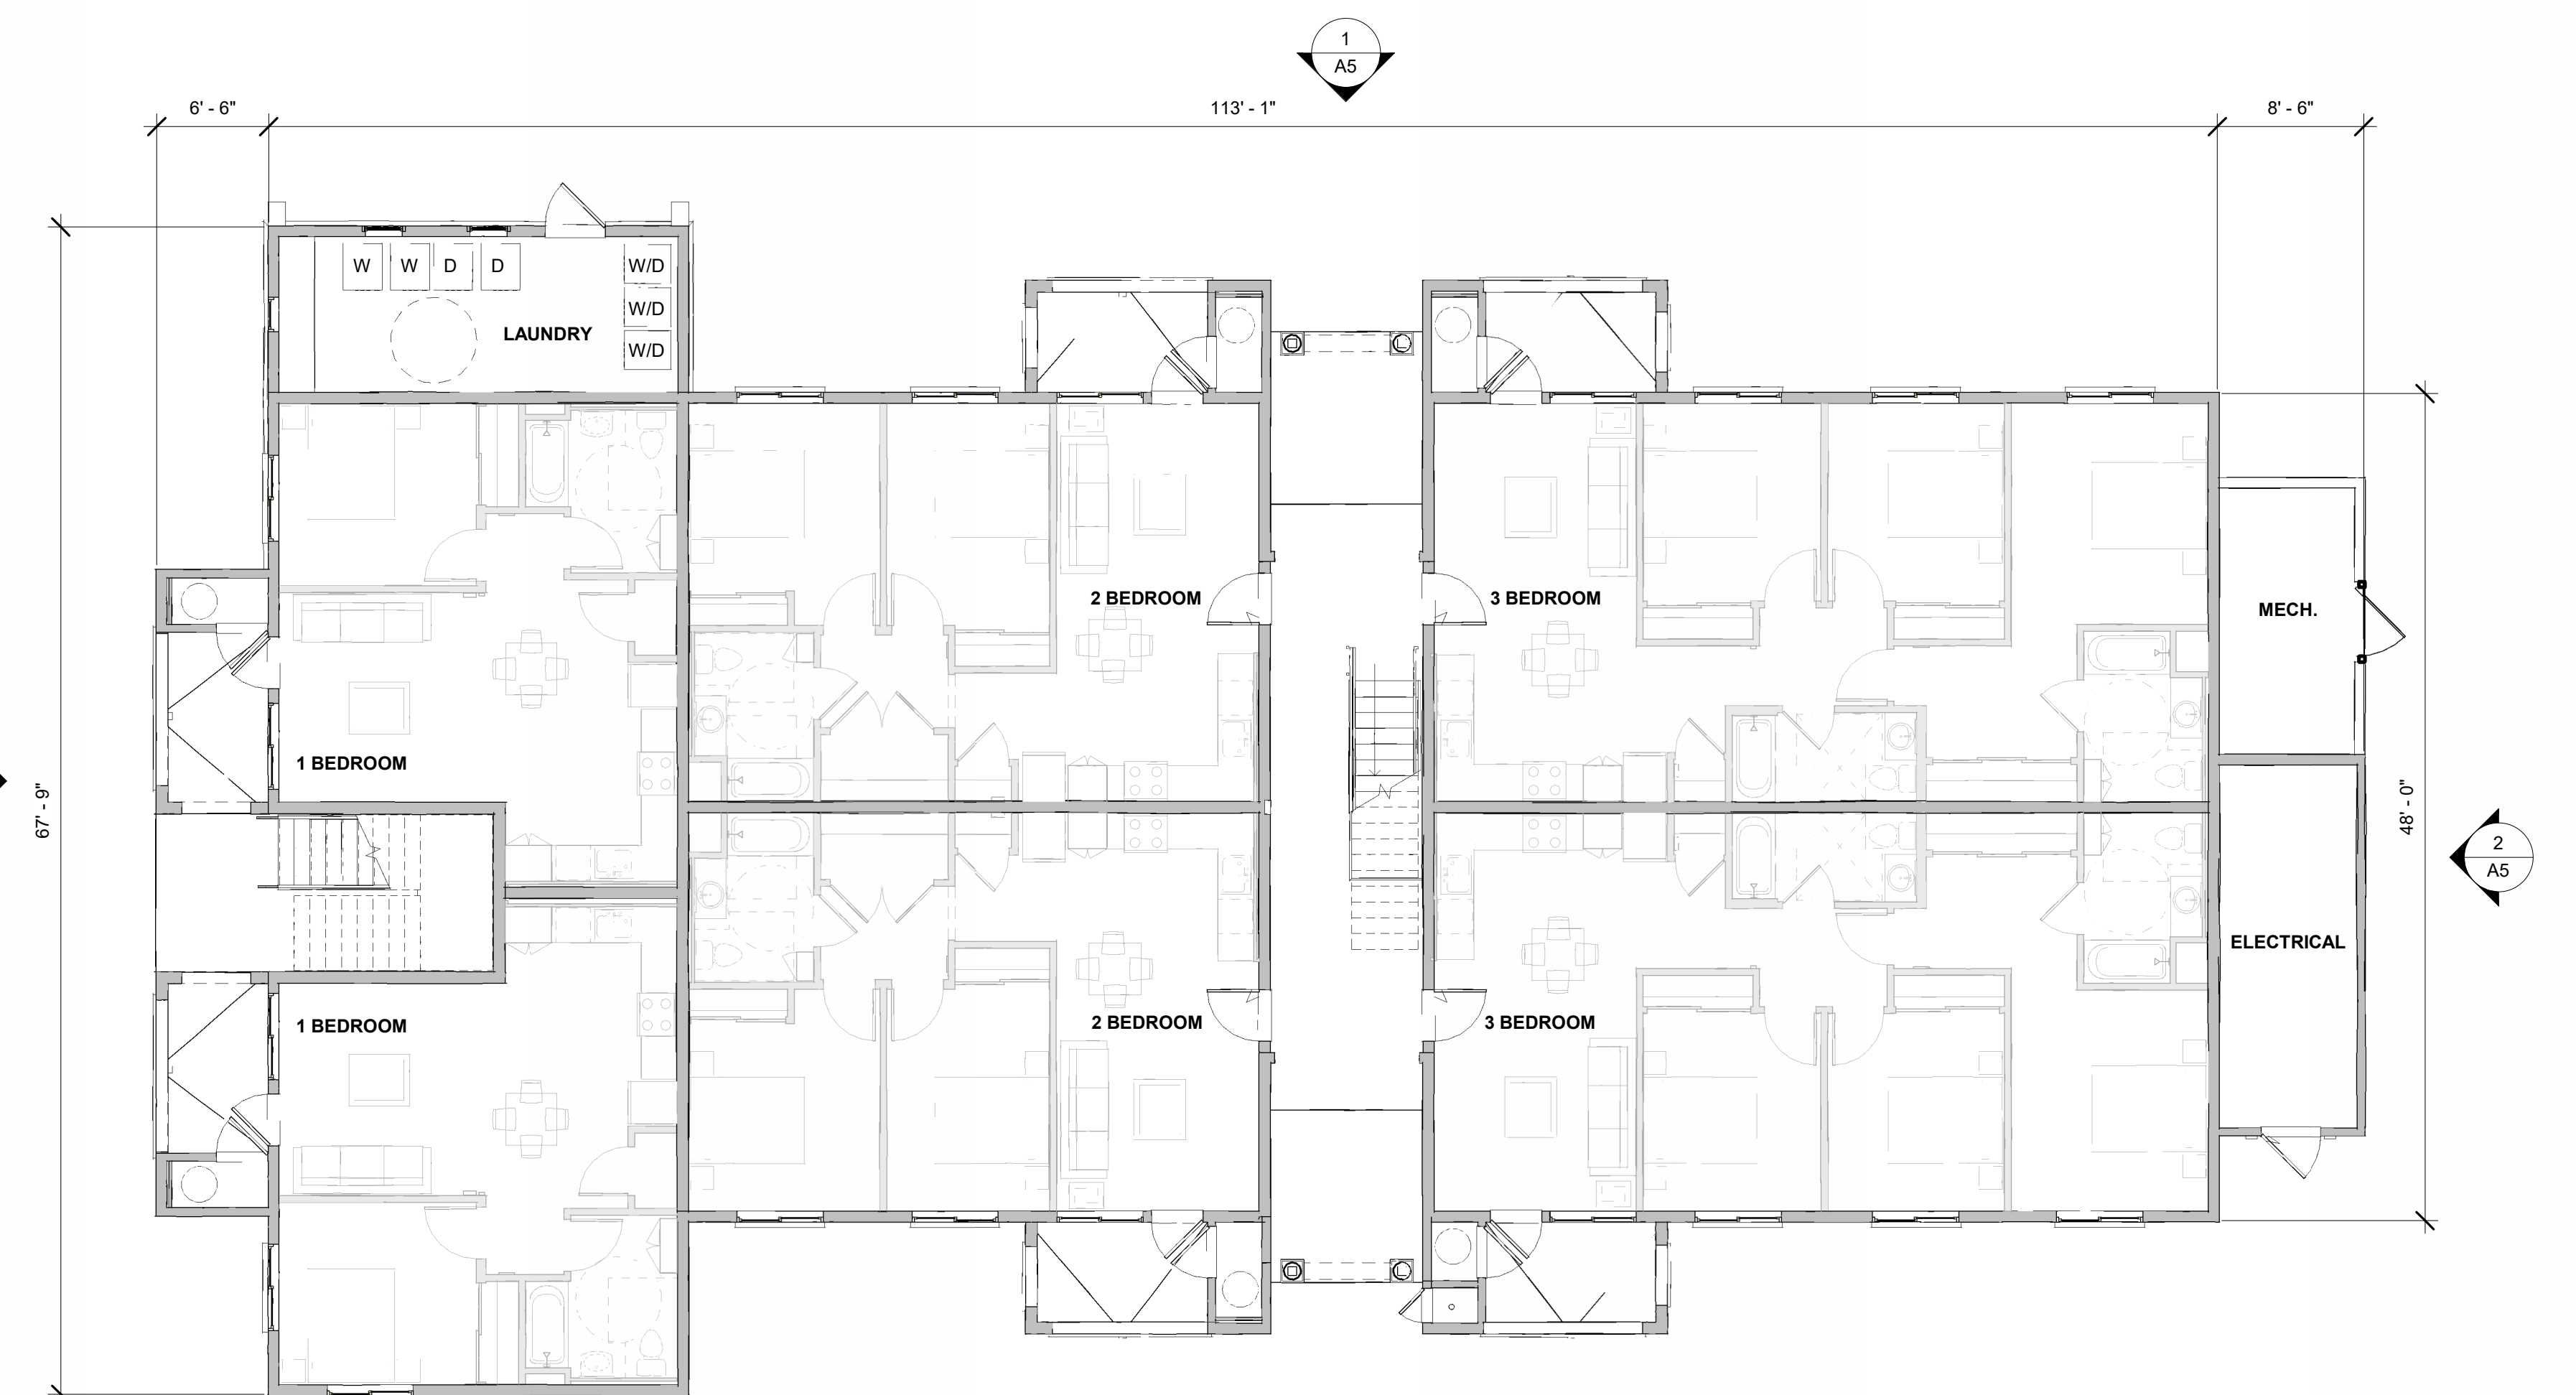 1
A5
6' - 6"
113' - 1"
8' - 6"
W
W
D
D
W/D
W/D
W/D
LAUNDRY
2 BEDROOM
3 BEDROOM
MECH.
1 BEDROOM
67' - 9"
48' - 0"
2
A5
ELECTRICAL
1 BEDROOM
2 BEDROOM
3 BEDROOM